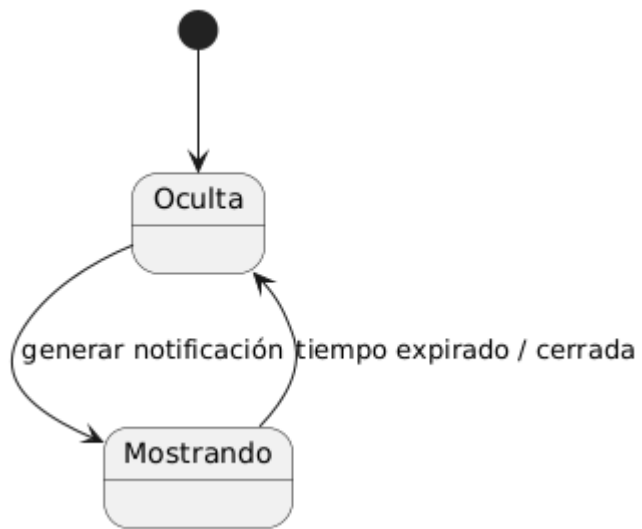 Oculta
generar notificación
tiempo expirado / cerrada
Mostrando